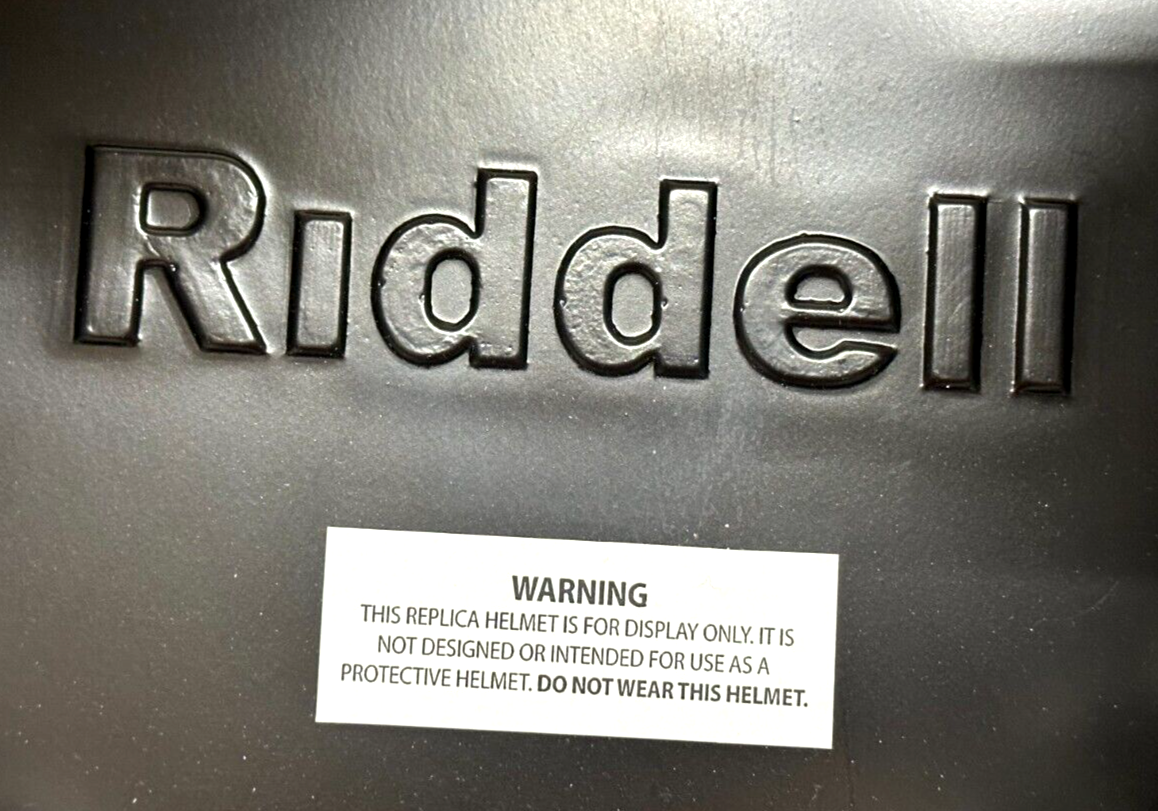 Riddell
WARNING
THIS REPLICA HELMET IS FOR DISPLAY ONLY. IT IS
NOT DESIGNED OR INTENDED FOR USE AS A
PROTECTIVE HELMET. DO NOT WEAR THIS HELMET.